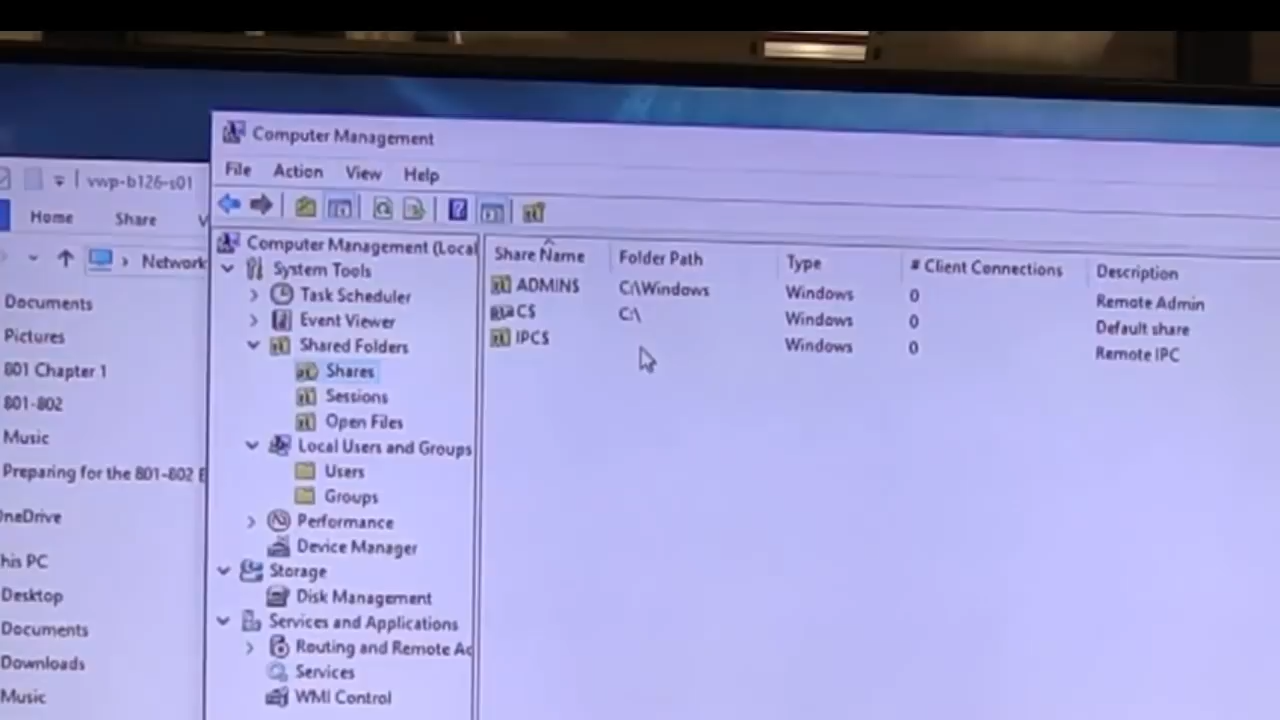 vwp-b126-s01
Home Share
Network
Documents
Pictures
801 Chapter 1
801-802
Music
Preparing for the 801-802 E
OneDrive
This PC
Desktop
Documents
Downloads
Music
Computer Management
File Action View Help
Computer Management (Local
System Tools
Task Scheduler
Event Viewer
Shared Folders
Shares
Sessions
Open Files
Local Users and Groups
Users
Groups
Performance
Device Manager
Storage
Disk Management
Services and Applications
Routing and Remote Ac
Services
WMI Control
Share Name Folder Path Type # Client Connections Description
ADMIN$ C:\Windows Windows 0 Remote Admin
C$ C:\ Windows 0 Default share
IPC$ Windows 0 Remote IPC